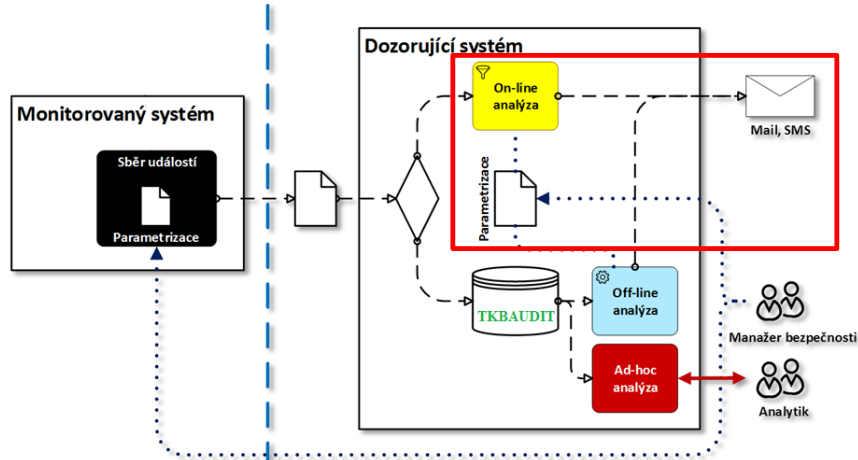 Dozorující systém
On-line
analýza
Mail, SMS
Monitorovaný systém
Sběr událostí
Parametrizace
Parametrizace
TKBAUDIT
Off-line
analýza
Manažer bezpečnosti
Ad-hoc
analýza
Analytik